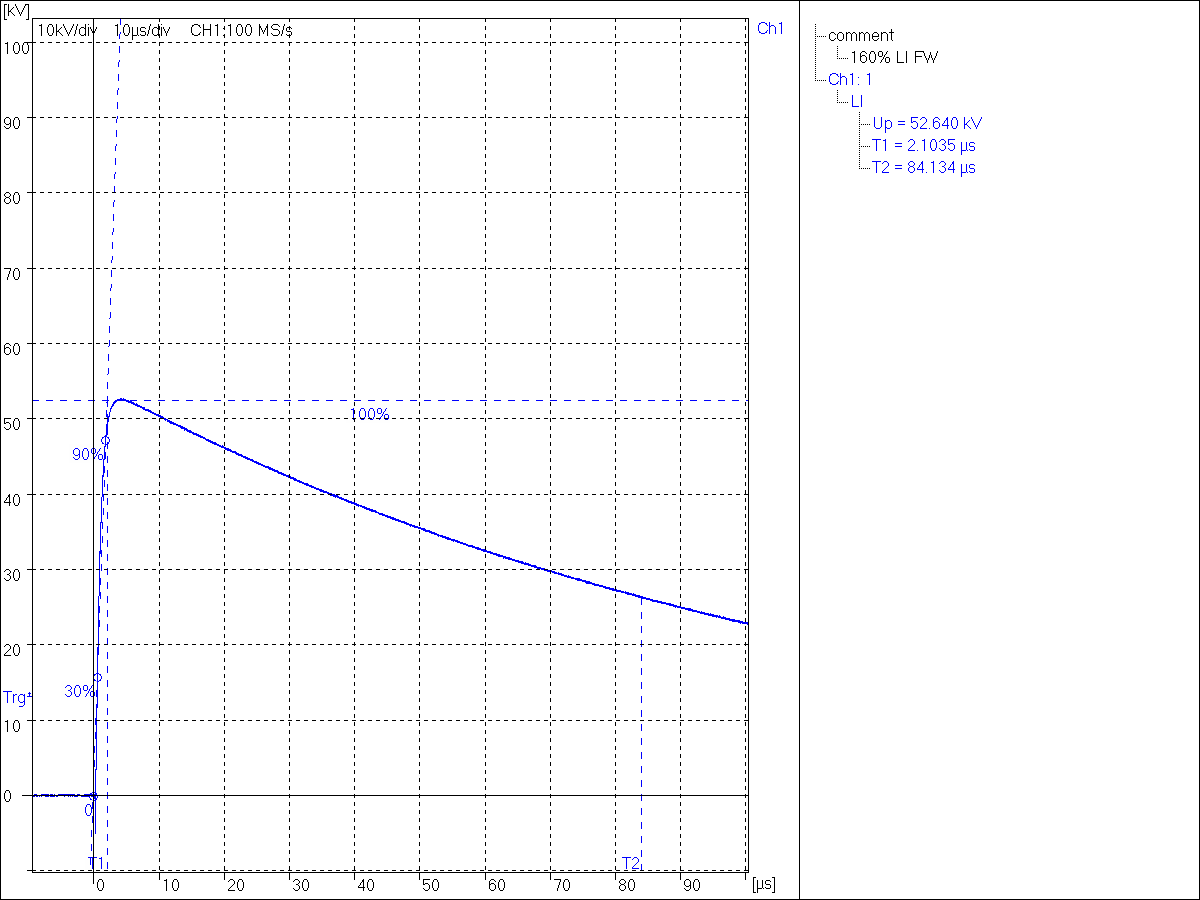 [kV]
10kV/div 10µs/div CH1:100 MS/s
Ch1
100
90
80
70
60
50
40
30
20
10
0
100%
90%
30%
Trg+
0
T1
T2
0 10 20 30 40 50 60 70 80 90 [µs]
comment
160% LI FW
Ch1: 1
LI
Up = 52.640 kV
T1 = 2.1035 µs
T2 = 84.134 µs